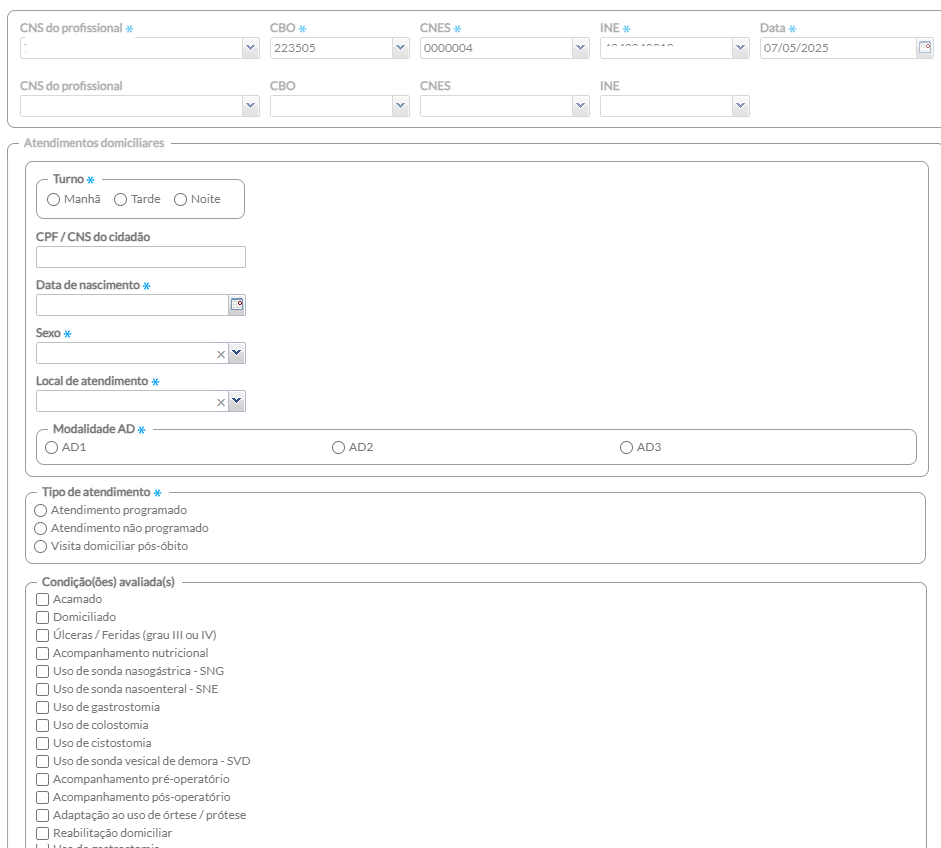 CNS do profissional * CBO * CNES * INE * Data *
223505 0000004 07/05/2025
CNS do profissional CBO CNES INE
Atendimentos domiciliares
Turno *
Manhã Tarde Noite
CPF / CNS do cidadão
Data de nascimento *
Sexo *
Local de atendimento *
Modalidade AD *
AD1 AD2 AD3
Tipo de atendimento *
Atendimento programado
Atendimento não programado
Visita domiciliar pós-óbito
Condição(ões) avaliada(s)
Acamado
Domiciliado
Úlceras / Feridas (grau III ou IV)
Acompanhamento nutricional
Uso de sonda nasogástrica - SNG
Uso de sonda nasoenteral - SNE
Uso de gastrostomia
Uso de colostomia
Uso de cistostomia
Uso de sonda vesical de demora - SVD
Acompanhamento pré-operatório
Acompanhamento pós-operatório
Adaptação ao uso de órtese / prótese
Reabilitação domiciliar